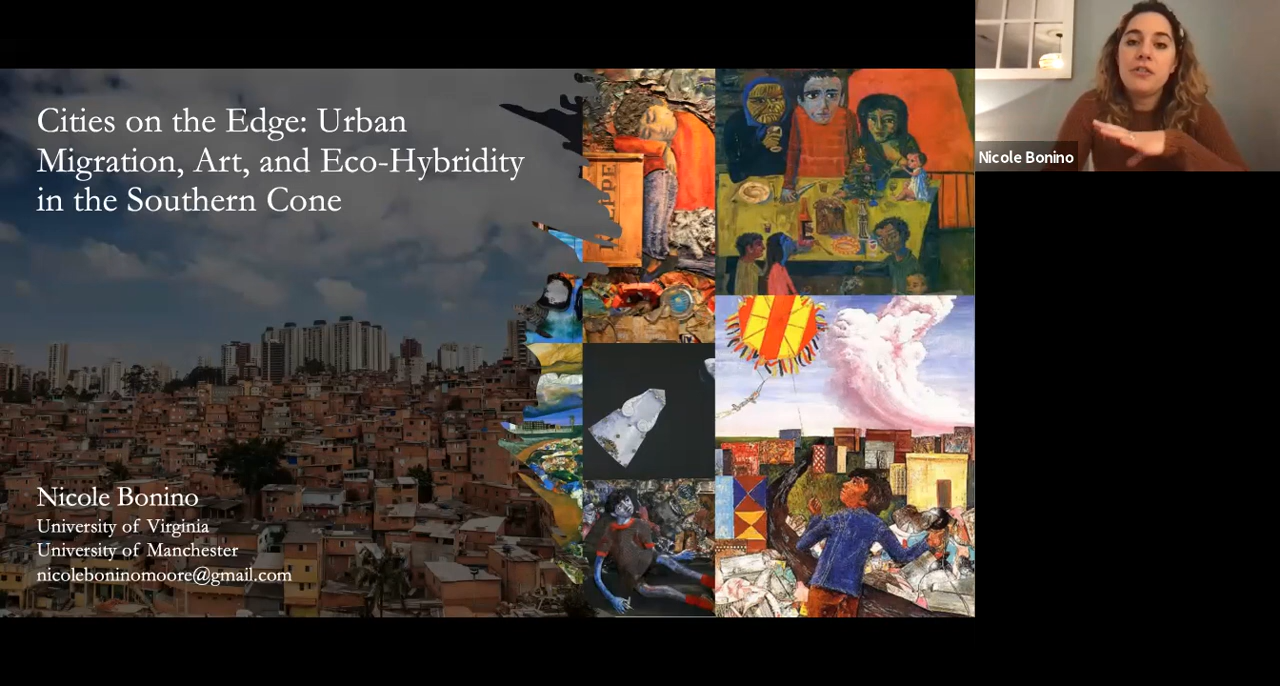 Cities on the Edge: Urban
Migration, Art, and Eco-Hybridity
in the Southern Cone
Nicole Bonino
University of Virginia
University of Manchester
nicoleboninomoore@gmail.com
Nicole Bonino